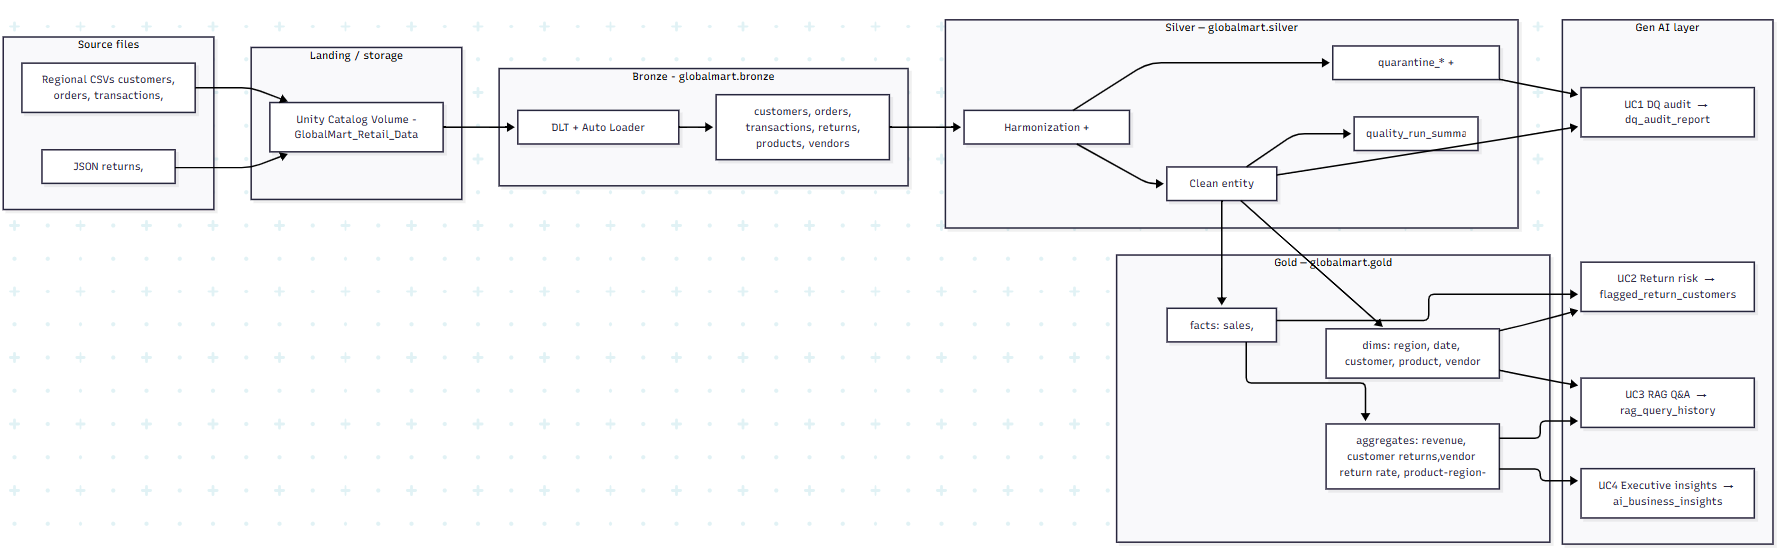 Source files
Regional CSVs customers,
orders, transactions,
JSON returns,
Landing / storage
Unity Catalog Volume -
GlobalMart_Retail_Data
Bronze - globalmart.bronze
DLT + Auto Loader
customers, orders,
transactions, returns,
products, vendors
Silver — globalmart.silver
Harmonization +
quarantine_* +
quality_run_summa
Clean entity
Gold — globalmart.gold
facts: sales,
dims: region, date,
customer, product, vendor
aggregates: revenue,
customer returns,vendor
return rate, product-region-
Gen AI layer
UC1 DQ audit →
dq_audit_report
UC2 Return risk →
flagged_return_customers
UC3 RAG Q&A →
rag_query_history
UC4 Executive insights →
ai_business_insights